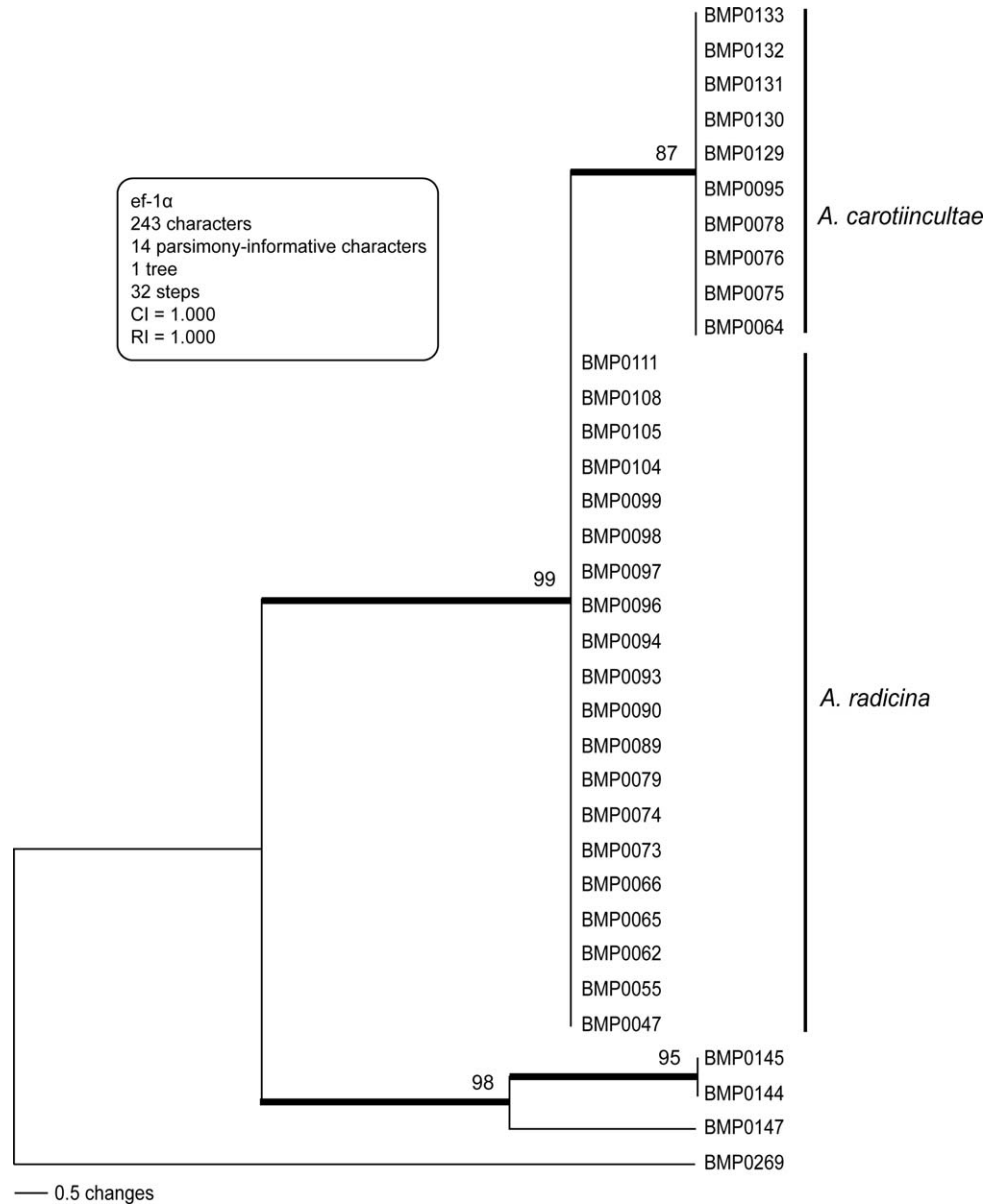 BMP0133
BMP0132
BMP0131
BMP0130
87
BMP0129
BMP0095
BMP0078
BMP0076
BMP0075
BMP0064
A. carotiincultae
ef-1α
243 characters
14 parsimony-informative characters
1 tree
32 steps
CI = 1.000
RI = 1.000
BMP0111
BMP0108
BMP0105
BMP0104
BMP0099
BMP0098
BMP0097
99
BMP0096
BMP0094
BMP0093
BMP0090
BMP0089
BMP0079
BMP0074
BMP0073
BMP0066
BMP0065
BMP0062
BMP0055
BMP0047
A. radicina
95
BMP0145
98
BMP0144
BMP0147
BMP0269
0.5 changes